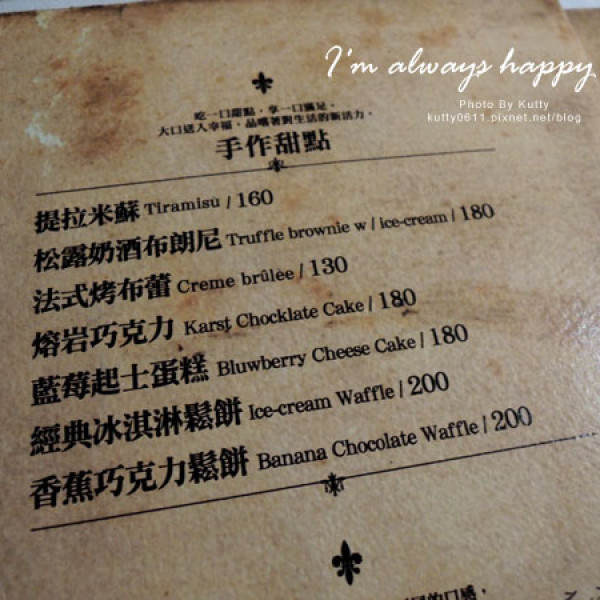 I'm always happy
Photo By Kutty
kutty0611.pixnet.net/blog
吃一口甜點，享一口滿足，
大口送入幸福，品嚐著對生活的新活力。
手作甜點
提拉米蘇 Tiramisù / 160
松露奶酒布朗尼 Truffle brownie w / ice-cream / 180
法式烤布蕾 Creme brûlèe / 130
熔岩巧克力 Karst Chocklate Cake / 180
藍莓起士蛋糕 Bluwberry Cheese Cake / 180
經典冰淇淋鬆餅 Ice-cream Waffle / 200
香蕉巧克力鬆餅 Banana Chocolate Waffle / 200
的口感，